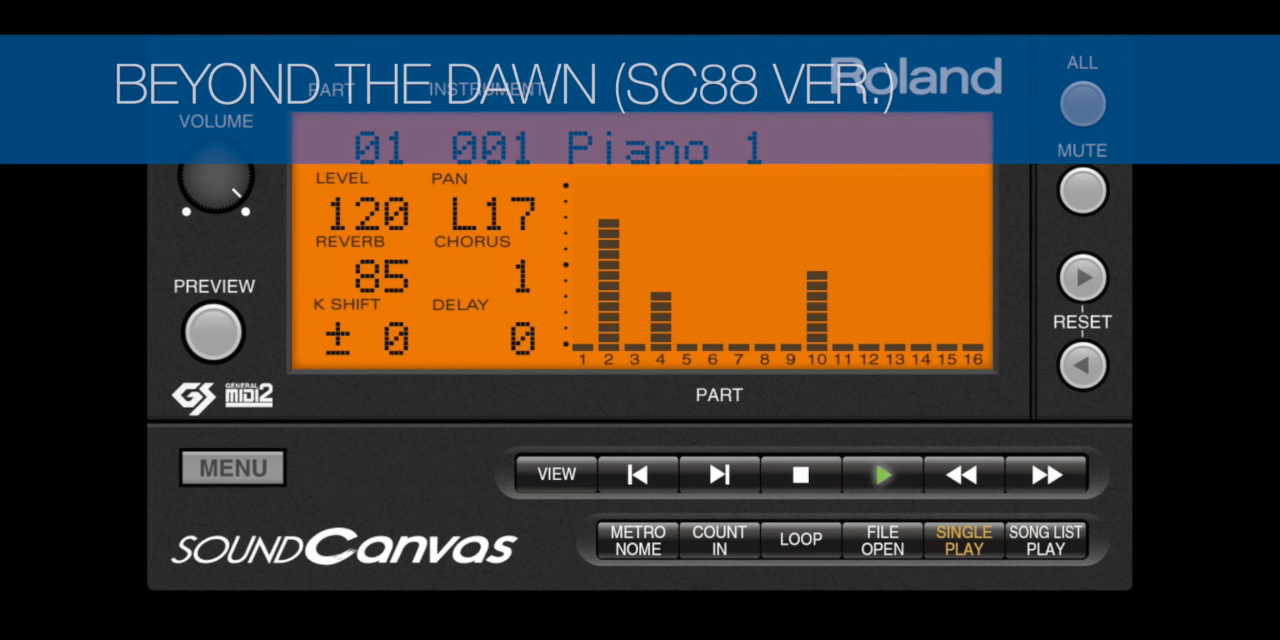 BEYOND THE DAWN (SC88 VER.)
Roland
PART INSTRUMENT
VOLUME
ALL
01 001 Piano 1
MUTE
LEVEL PAN
120 L17
REVERB CHORUS
85 1
K SHIFT DELAY
± 0 0
1 2 3 4 5 6 7 8 9 10 11 12 13 14 15 16
PREVIEW
RESET
GS GENERAL MIDI2
PART
MENU
VIEW
SOUND Canvas
METRO NOME
COUNT IN
LOOP
FILE OPEN
SINGLE PLAY
SONG LIST PLAY